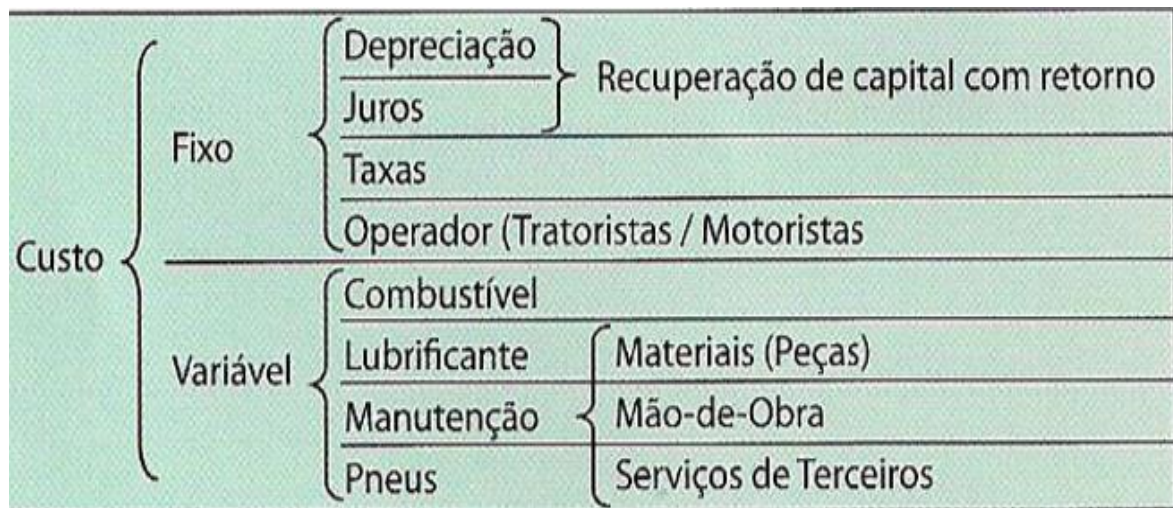 Depreciação
Recuperação de capital com retorno
Juros
Fixo
Taxas
Operador (Tratoristas / Motoristas
Custo
Combustível
Lubrificante Materiais (Peças)
Variável
Manutenção Mão-de-Obra
Pneus Serviços de Terceiros